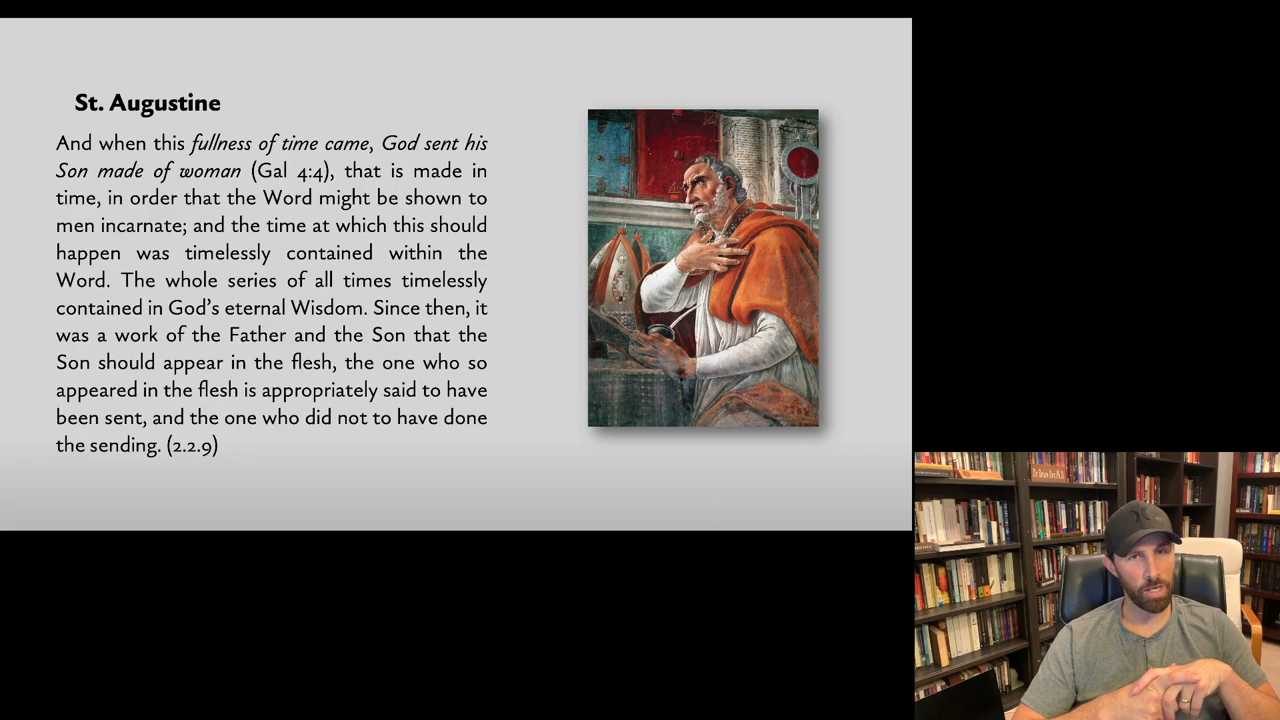 St. Augustine
And when this fullness of time came, God sent his
Son made of woman (Gal 4:4), that is made in
time, in order that the Word might be shown to
men incarnate; and the time at which this should
happen was timelessly contained within the
Word. The whole series of all times timelessly
contained in God’s eternal Wisdom. Since then, it
was a work of the Father and the Son that the
Son should appear in the flesh, the one who so
appeared in the flesh is appropriately said to have
been sent, and the one who did not to have done
the sending. (2.2.9)